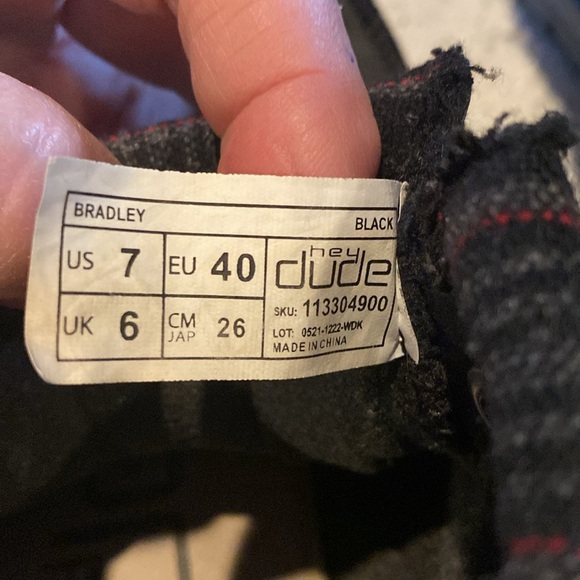 BRADLEY
BLACK
US 7
EU 40
UK 6
CM JAP 26
hey
dude
SKU: 113304900
LOT: 0521-1222-WDK
MADE IN CHINA